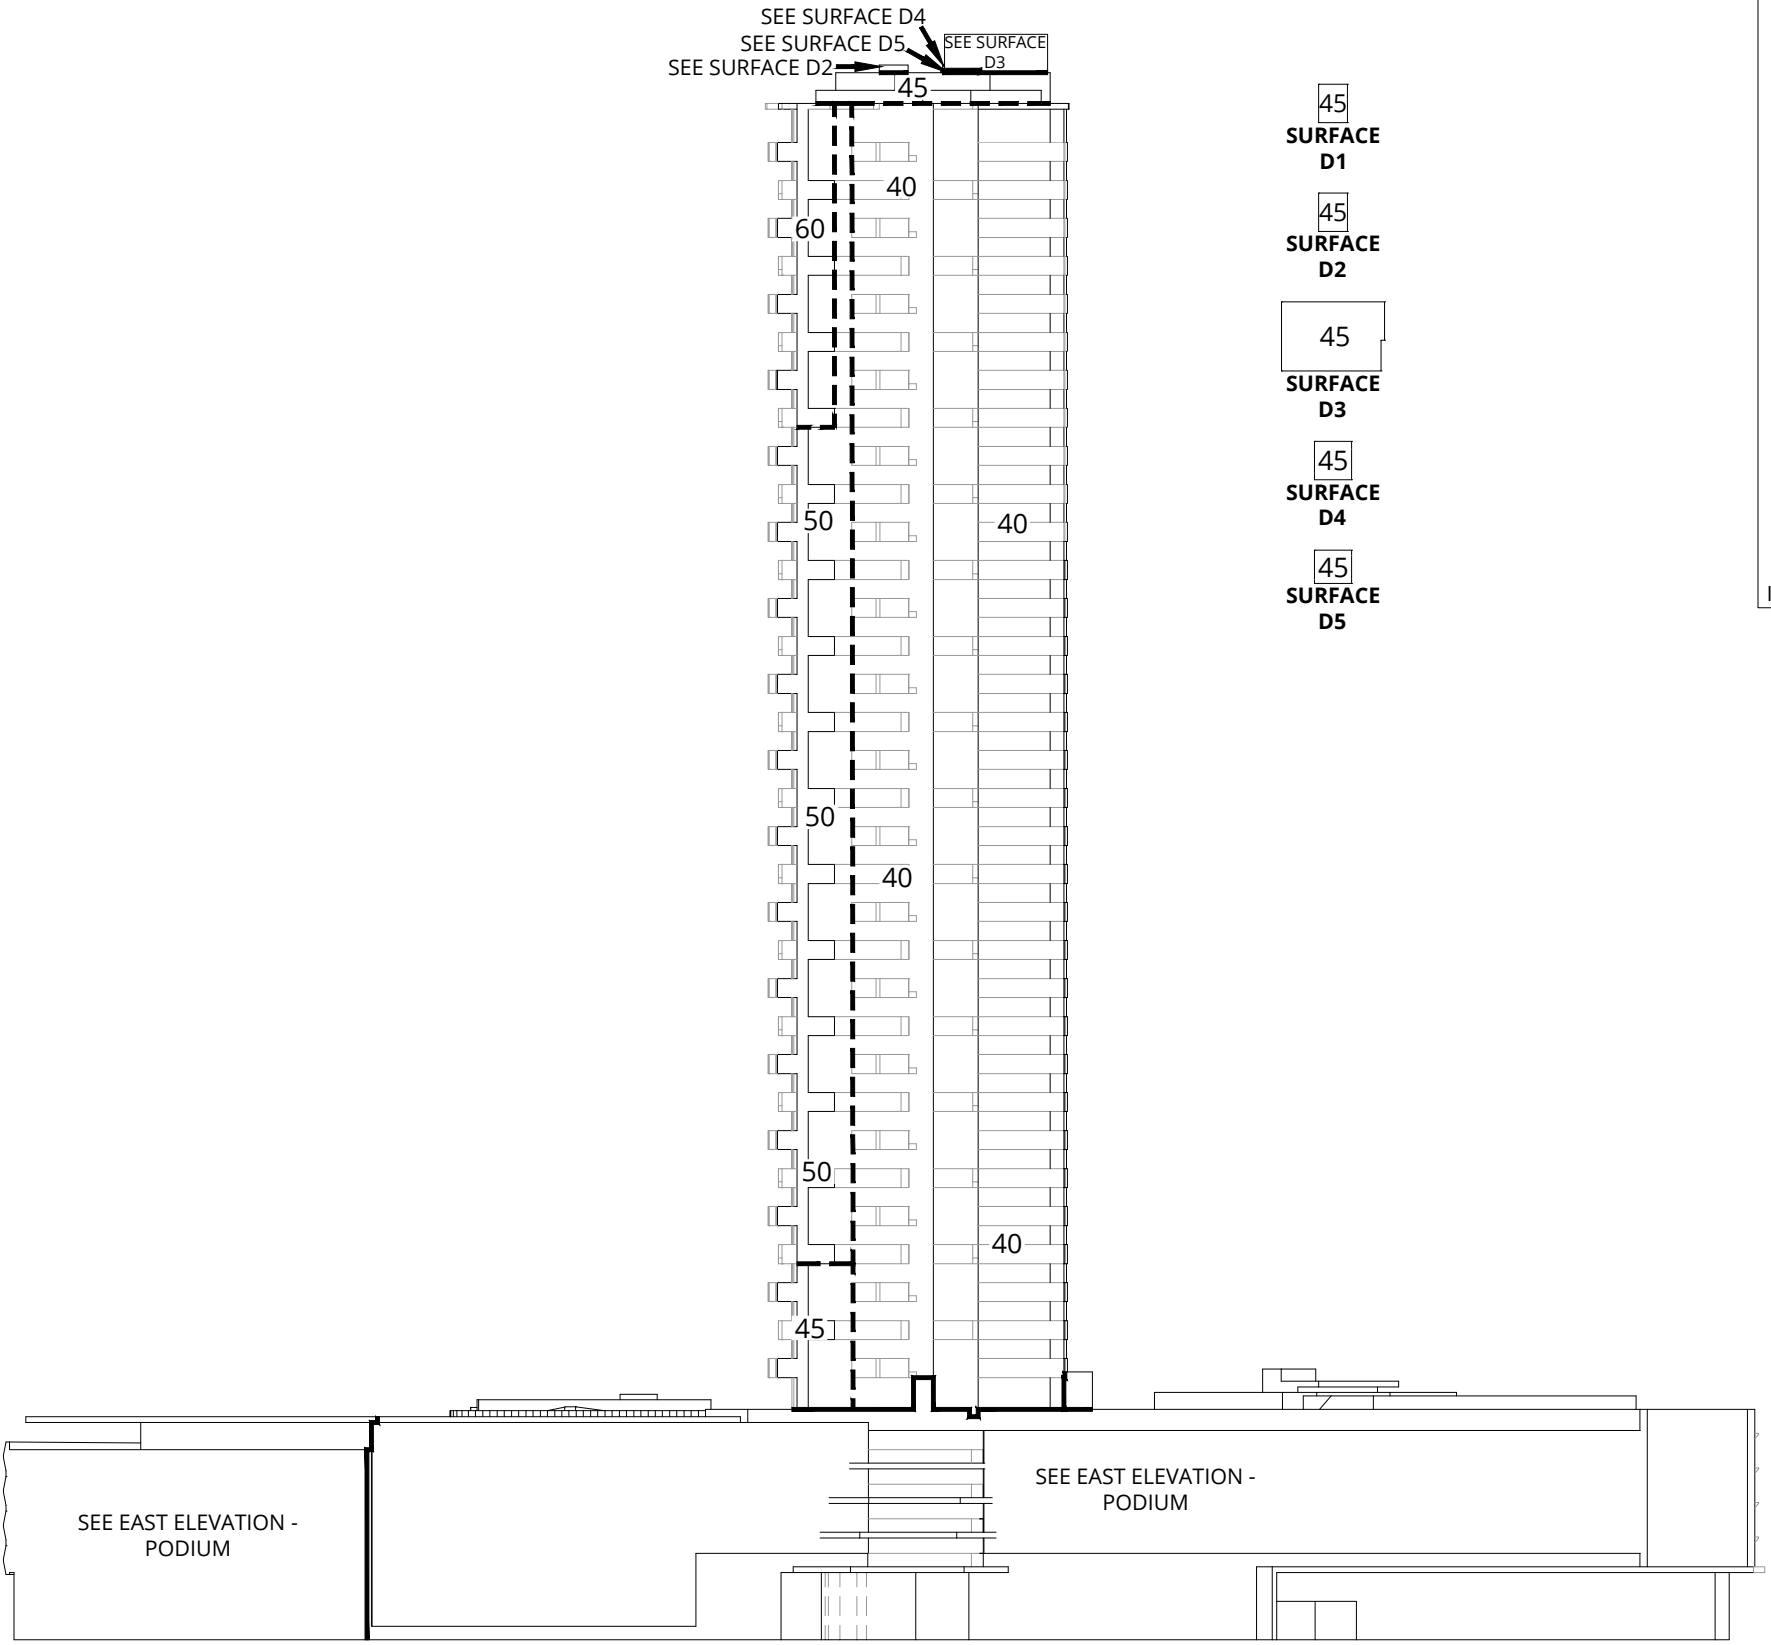 SEE SURFACE D4
SEE SURFACE D5
SEE SURFACE
D3
SEE SURFACE D2
45
40
60
50
40
50
40
50
40
45
45
SURFACE
D1
45
SURFACE
D2
45
SURFACE
D3
45
SURFACE
D4
45
SURFACE
D5
SEE EAST ELEVATION -
PODIUM
SEE EAST ELEVATION -
PODIUM